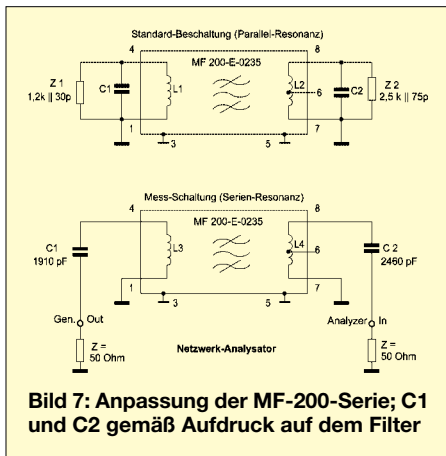 Standard-Beschaltung (Parallel-Resonanz)
4
8
MF 200-E-0235
Z 1
1,2k || 30p
C1
L1
L2
6
C2
Z 2
2,5 k || 75p
1
3
5
7
Mess-Schaltung (Serien-Resonanz)
4
8
MF 200-E-0235
C 1
1910 pF
L3
L4
6
C 2
2460 pF
1
3
5
7
Gen. Out
Analyzer In
Z =
50 Ohm
Netzwerk-Analysator
Z =
50 Ohm
Bild 7: Anpassung der MF-200-Serie; C1
und C2 gemäß Aufdruck auf dem Filter